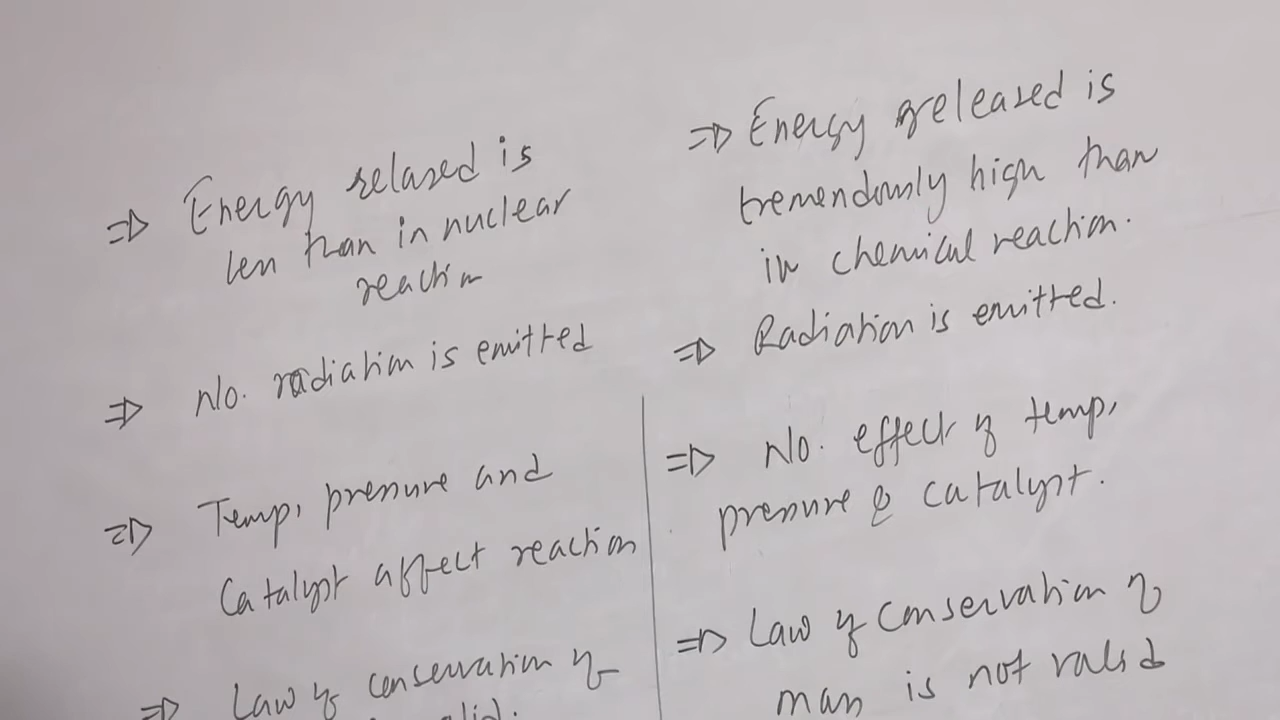 ⇒ Energy relased is
less than in nuclear
reaction
⇒ No. radiation is emitted
⇒ Temp, pressure and
Catalyst affect reaction
⇒ Law of conservation of
valid.
⇒ Energy released is
tremendously high than
in chemical reaction.
⇒ Radiation is emitted.
⇒ No. effect of temp,
pressure & catalyst.
⇒ Law of conservation of
mass is not valid